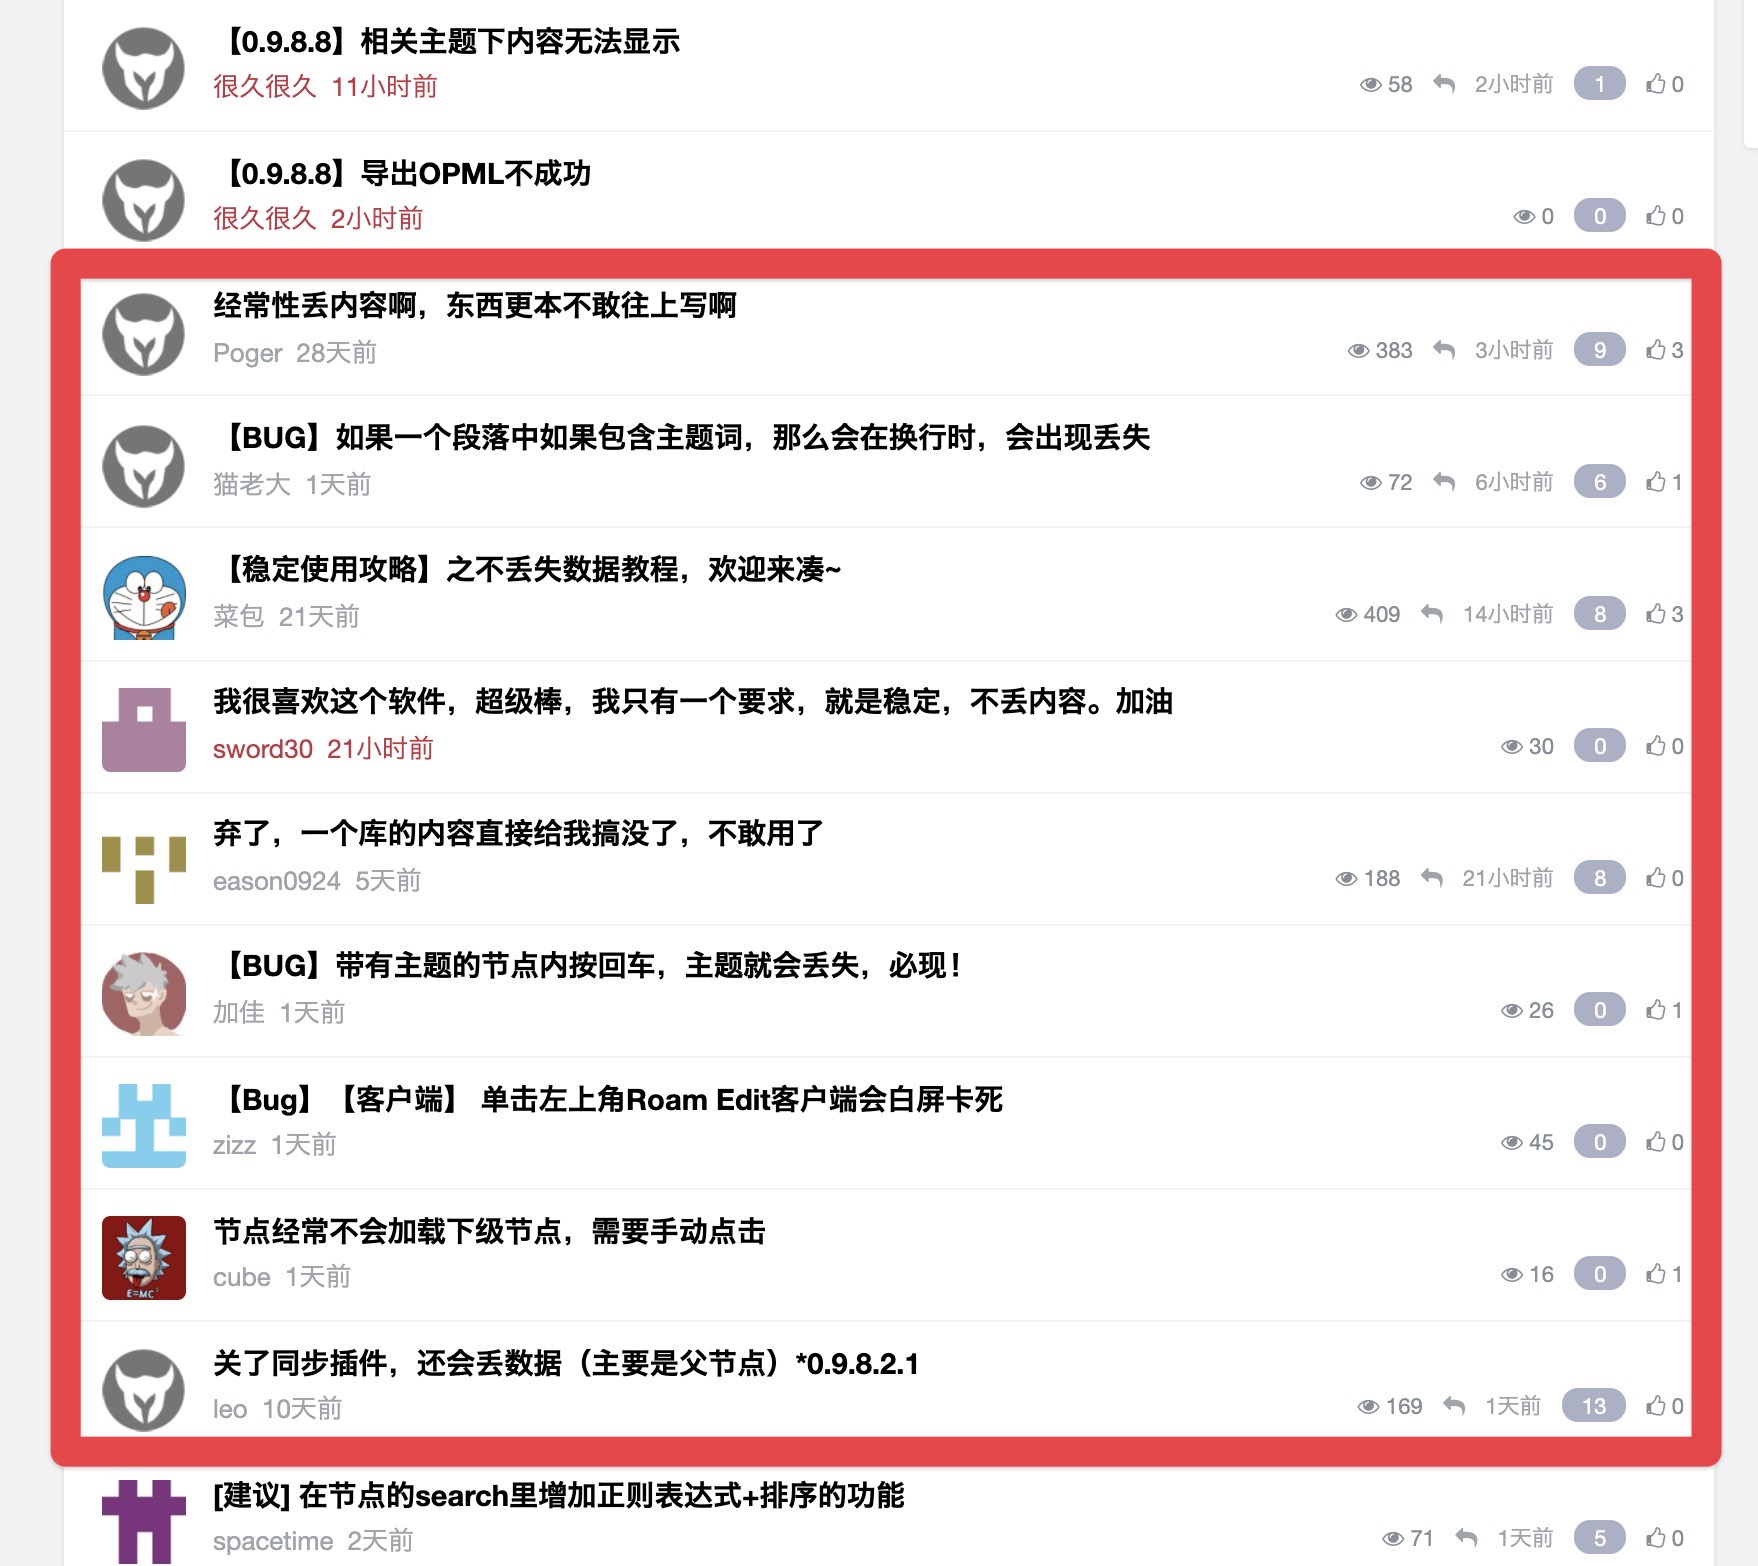 【0.9.8.8】相关主题下内容无法显示
很久很久 11小时前
58 2小时前 1 0
【0.9.8.8】导出OPML不成功
很久很久 2小时前
0 0 0
经常性丢内容啊，东西更本不敢往上写啊
Poger 28天前
383 3小时前 9 3
【BUG】如果一个段落中如果包含主题词，那么会在换行时，会出现丢失
猫老大 1天前
72 6小时前 6 1
【稳定使用攻略】之不丢失数据教程，欢迎来凑~
菜包 21天前
409 14小时前 8 3
我很喜欢这个软件，超级棒，我只有一个要求，就是稳定，不丢内容。加油
sword30 21小时前
30 0 0
弃了，一个库的内容直接给我搞没了，不敢用了
eason0924 5天前
188 21小时前 8 0
【BUG】带有主题的节点内按回车，主题就会丢失，必现！
加佳 1天前
26 0 1
【Bug】【客户端】 单击左上角Roam Edit客户端会白屏卡死
zizz 1天前
45 0 0
节点经常不会加载下级节点，需要手动点击
cube 1天前
16 0 1
E=MC²
关了同步插件，还会丢数据（主要是父节点）*0.9.8.2.1
leo 10天前
169 1天前 13 0
[建议] 在节点的search里增加正则表达式+排序的功能
spacetime 2天前
71 1天前 5 0